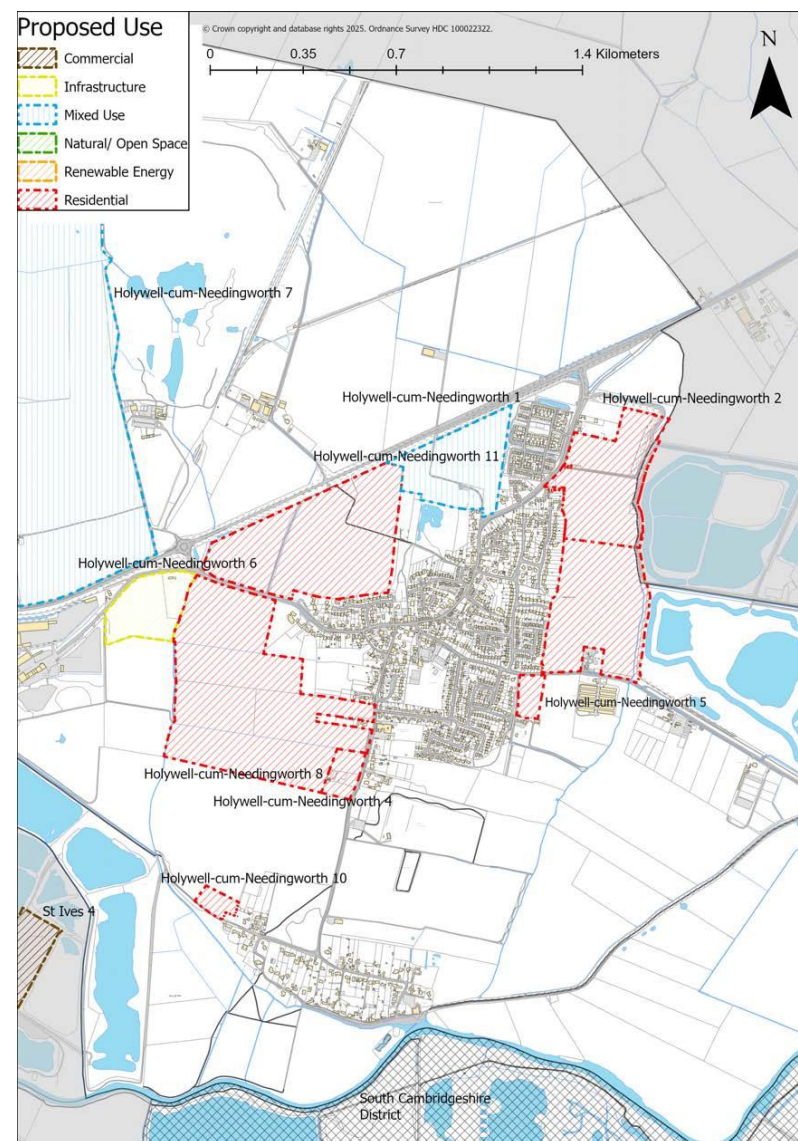 Proposed Use
Commercial
Infrastructure
Mixed Use
Natural/ Open Space
Renewable Energy
Residential
© Crown copyright and database rights 2025. Ordnance Survey HDC 100022322.
0 0.35 0.7 1.4 Kilometers
N
Holywell-cum-Needingworth 7
Holywell-cum-Needingworth 1
Holywell-cum-Needingworth 2
Holywell-cum-Needingworth 11
Holywell-cum-Needingworth 6
Holywell-cum-Needingworth 5
Holywell-cum-Needingworth 8
Holywell-cum-Needingworth 4
Holywell-cum-Needingworth 10
St Ives 4
South Cambridgeshire
District